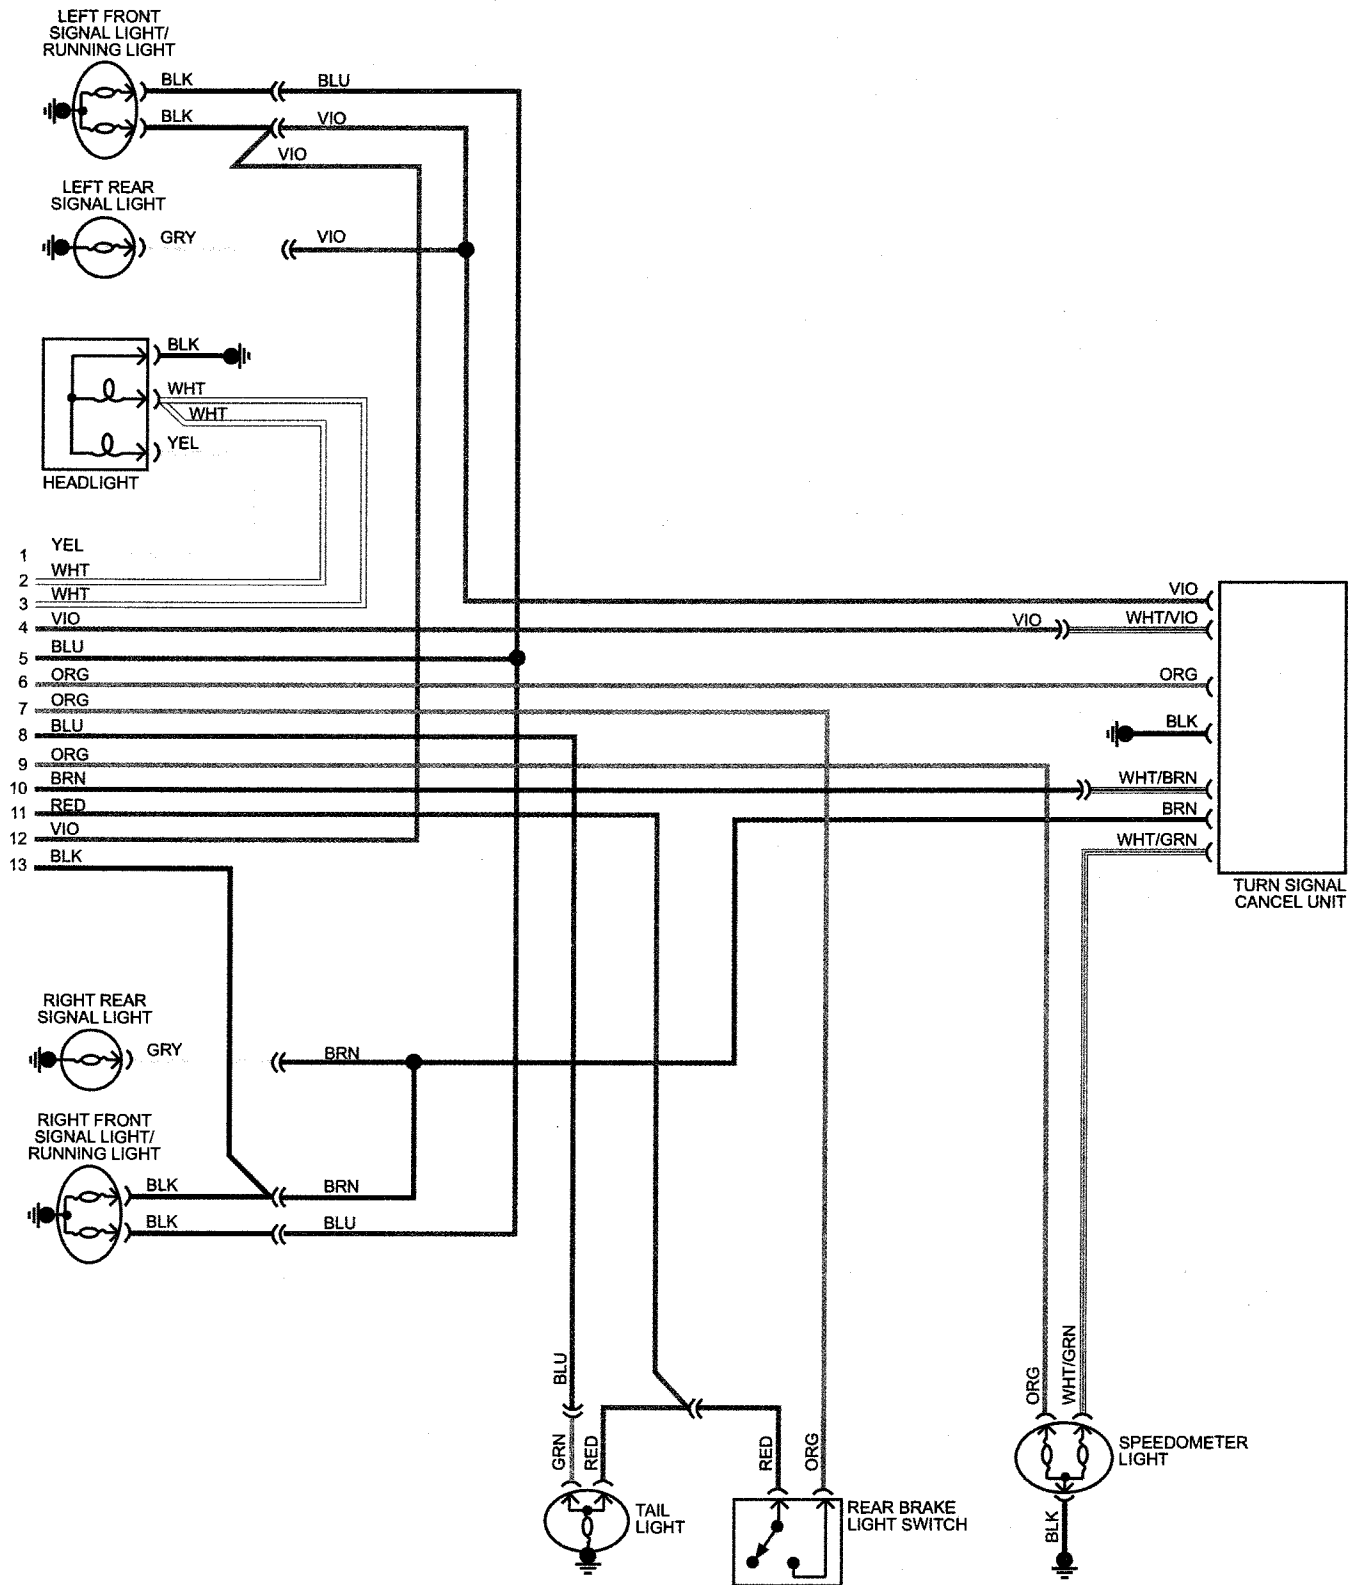 LEFT FRONT
SIGNAL LIGHT/
RUNNING LIGHT
BLK
BLU
BLK
VIO
VIO
LEFT REAR
SIGNAL LIGHT
GRY
VIO
BLK
WHT
WHT
YEL
HEADLIGHT
1 YEL
2 WHT
3 WHT
4 VIO
5 BLU
6 ORG
7 ORG
8 BLU
9 ORG
10 BRN
11 RED
12 VIO
13 BLK
VIO
VIO
WHT/VIO
ORG
BLK
WHT/BRN
BRN
WHT/GRN
TURN SIGNAL
CANCEL UNIT
RIGHT REAR
SIGNAL LIGHT
GRY
BRN
RIGHT FRONT
SIGNAL LIGHT/
RUNNING LIGHT
BLK
BRN
BLK
BLU
BLU
GRN
RED
RED
ORG
ORG
WHT/GRN
TAIL
LIGHT
REAR BRAKE
LIGHT SWITCH
SPEEDOMETER
LIGHT
BLK